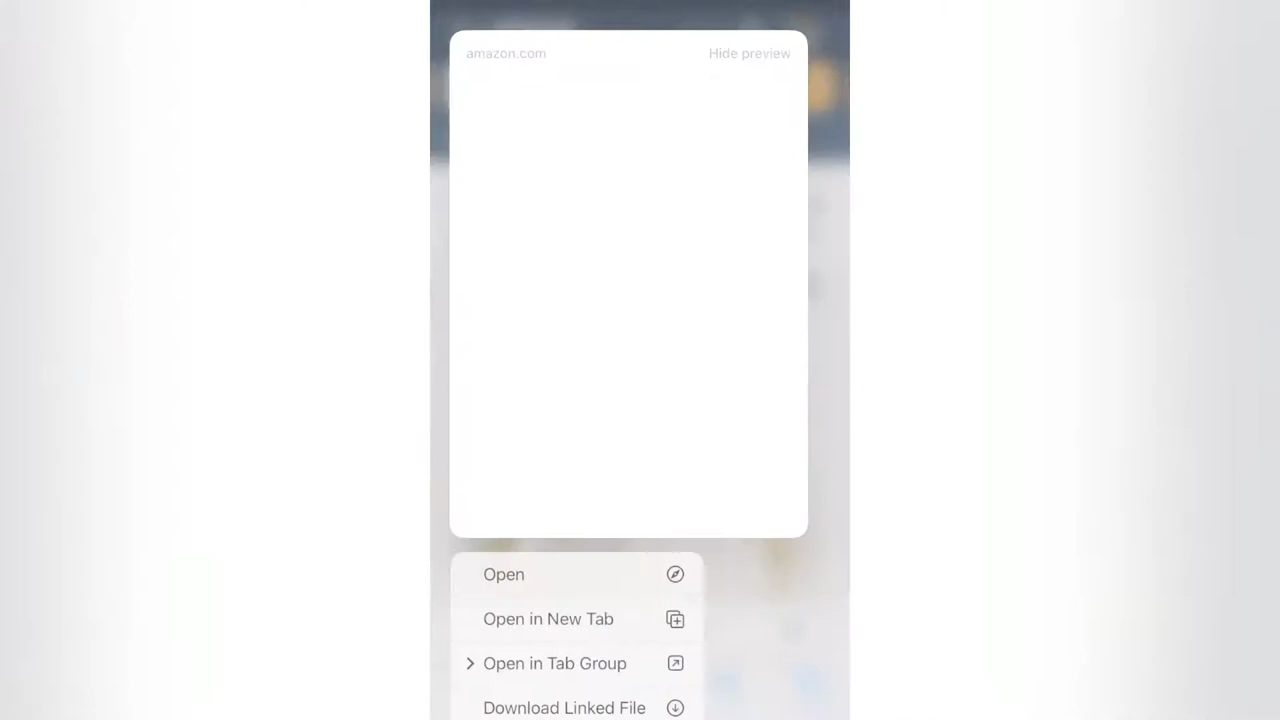 amazon.com Hide preview
Open
Open in New Tab
Open in Tab Group
Download Linked File